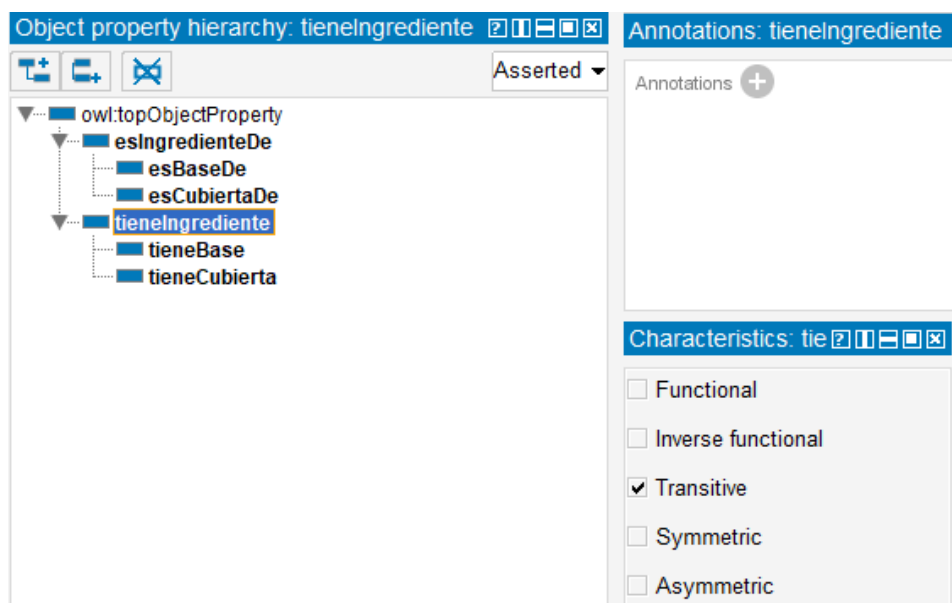 Object property hierarchy: tieneIngrediente
Asserted
owl:topObjectProperty
esIngredienteDe
esBaseDe
esCubiertaDe
tieneIngrediente
tieneBase
tieneCubierta
Annotations: tieneIngrediente
Annotations
Characteristics: tie
Functional
Inverse functional
Transitive
Symmetric
Asymmetric